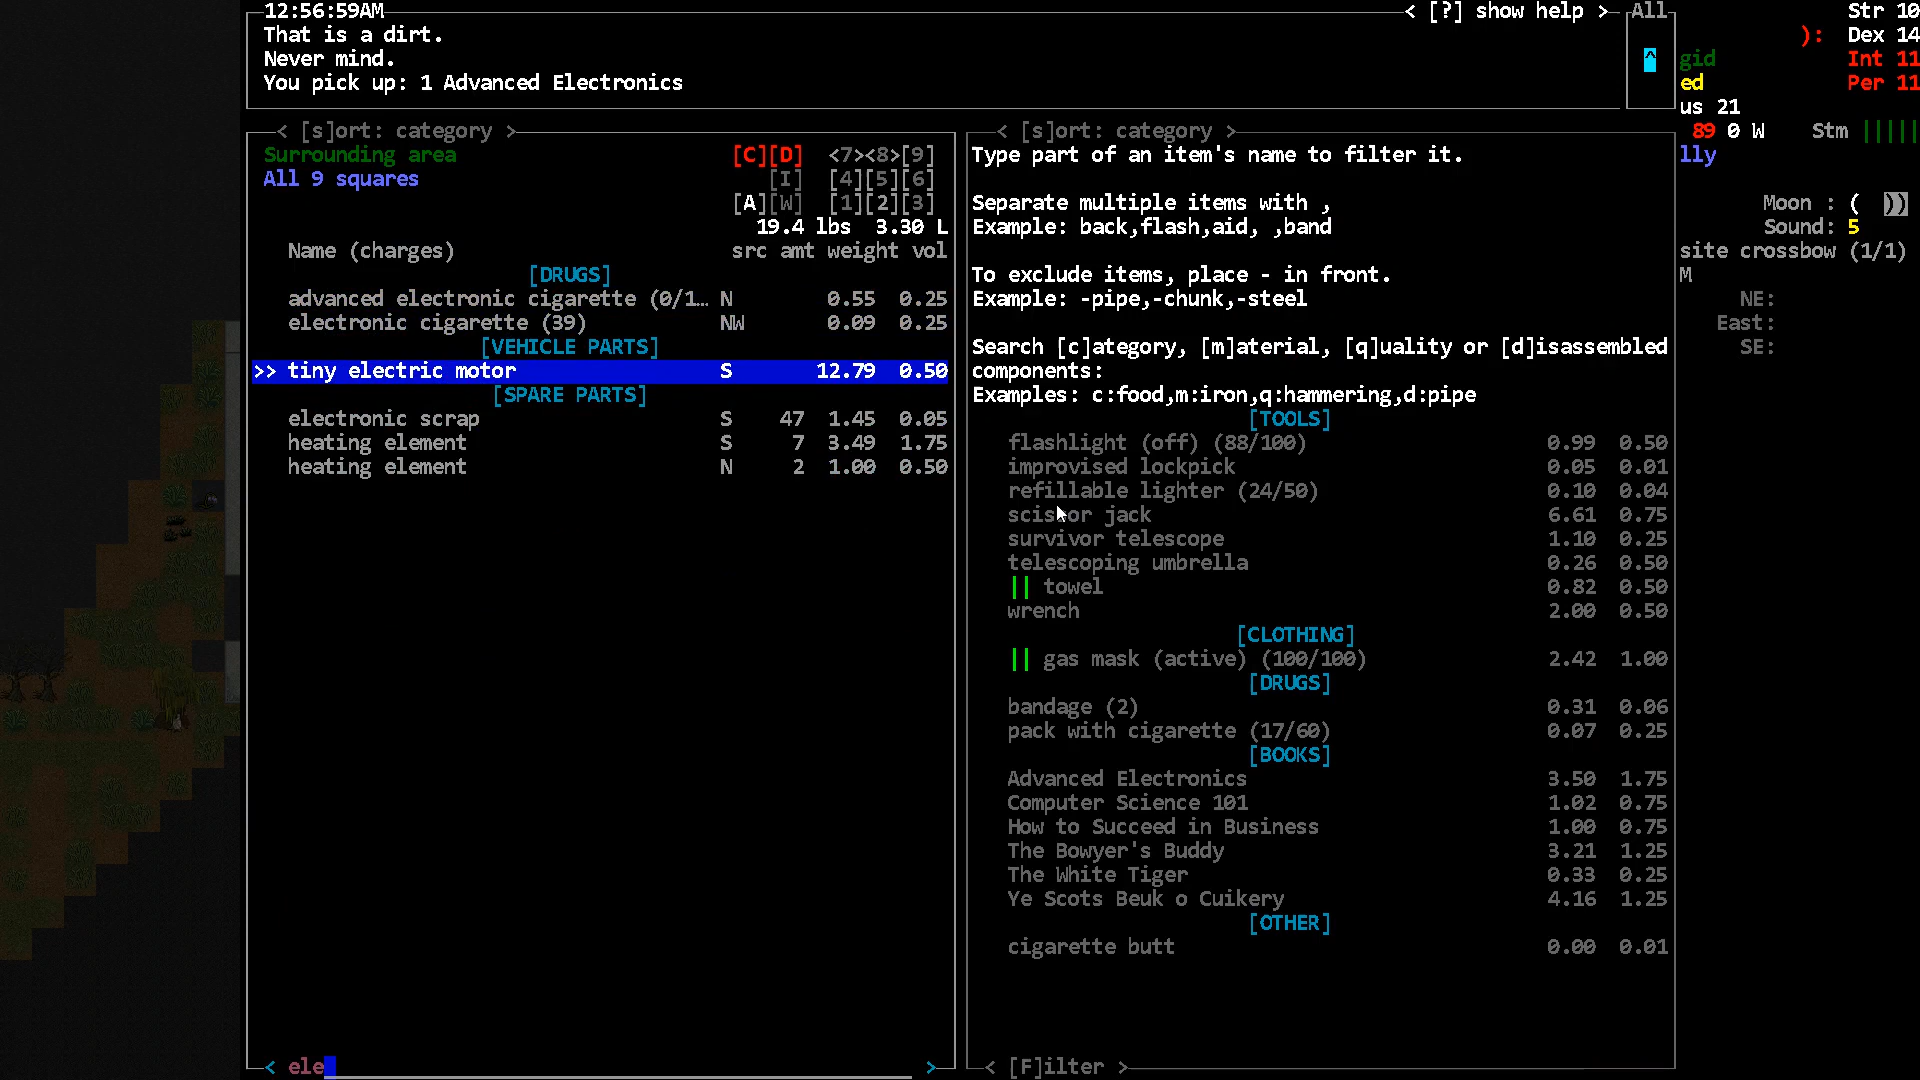 12:56:59AM
< [?] show help >
All
Str 10
That is a dirt.
): Dex 14
Never mind.
^
gid Int 11
You pick up: 1 Advanced Electronics
ed Per 11
us 21
< [s]ort: category >
< [s]ort: category >
89 0 W Stm |||||
Surrounding area [C][D] <7><8>[9]
Type part of an item's name to filter it.
lly
All 9 squares [I] [4][5][6]
[A][W] [1][2][3]
Separate multiple items with ,
Moon : ( ))
19.4 lbs 3.30 L
Example: back,flash,aid, ,band
Sound: 5
Name (charges) src amt weight vol
site crossbow (1/1)
[DRUGS]
To exclude items, place - in front.
M
advanced electronic cigarette (0/1… N 0.55 0.25
Example: -pipe,-chunk,-steel
NE:
electronic cigarette (39) NW 0.09 0.25
East:
[VEHICLE PARTS]
Search [c]ategory, [m]aterial, [q]uality or [d]isassembled
SE:
>> tiny electric motor S 12.79 0.50
components:
[SPARE PARTS]
Examples: c:food,m:iron,q:hammering,d:pipe
electronic scrap S 47 1.45 0.05
[TOOLS]
heating element S 7 3.49 1.75
flashlight (off) (88/100) 0.99 0.50
heating element N 2 1.00 0.50
improvised lockpick 0.05 0.01
refillable lighter (24/50) 0.10 0.04
scissor jack 6.61 0.75
survivor telescope 1.10 0.25
telescoping umbrella 0.26 0.50
|| towel 0.82 0.50
wrench 2.00 0.50
[CLOTHING]
|| gas mask (active) (100/100) 2.42 1.00
[DRUGS]
bandage (2) 0.31 0.06
pack with cigarette (17/60) 0.07 0.25
[BOOKS]
Advanced Electronics 3.50 1.75
Computer Science 101 1.02 0.75
How to Succeed in Business 1.00 0.75
The Bowyer's Buddy 3.21 1.25
The White Tiger 0.33 0.25
Ye Scots Beuk o Cuikery 4.16 1.25
[OTHER]
cigarette butt 0.00 0.01
< ele >
< [F]ilter >